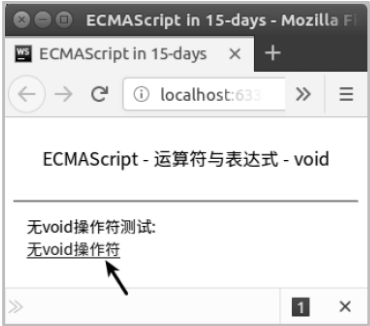 ECMAScript in 15-days - Mozilla Fi
WS ECMAScript in 15-days
localhost:633
ECMAScript - 运算符与表达式 - void
无void操作符测试:
无void操作符
1